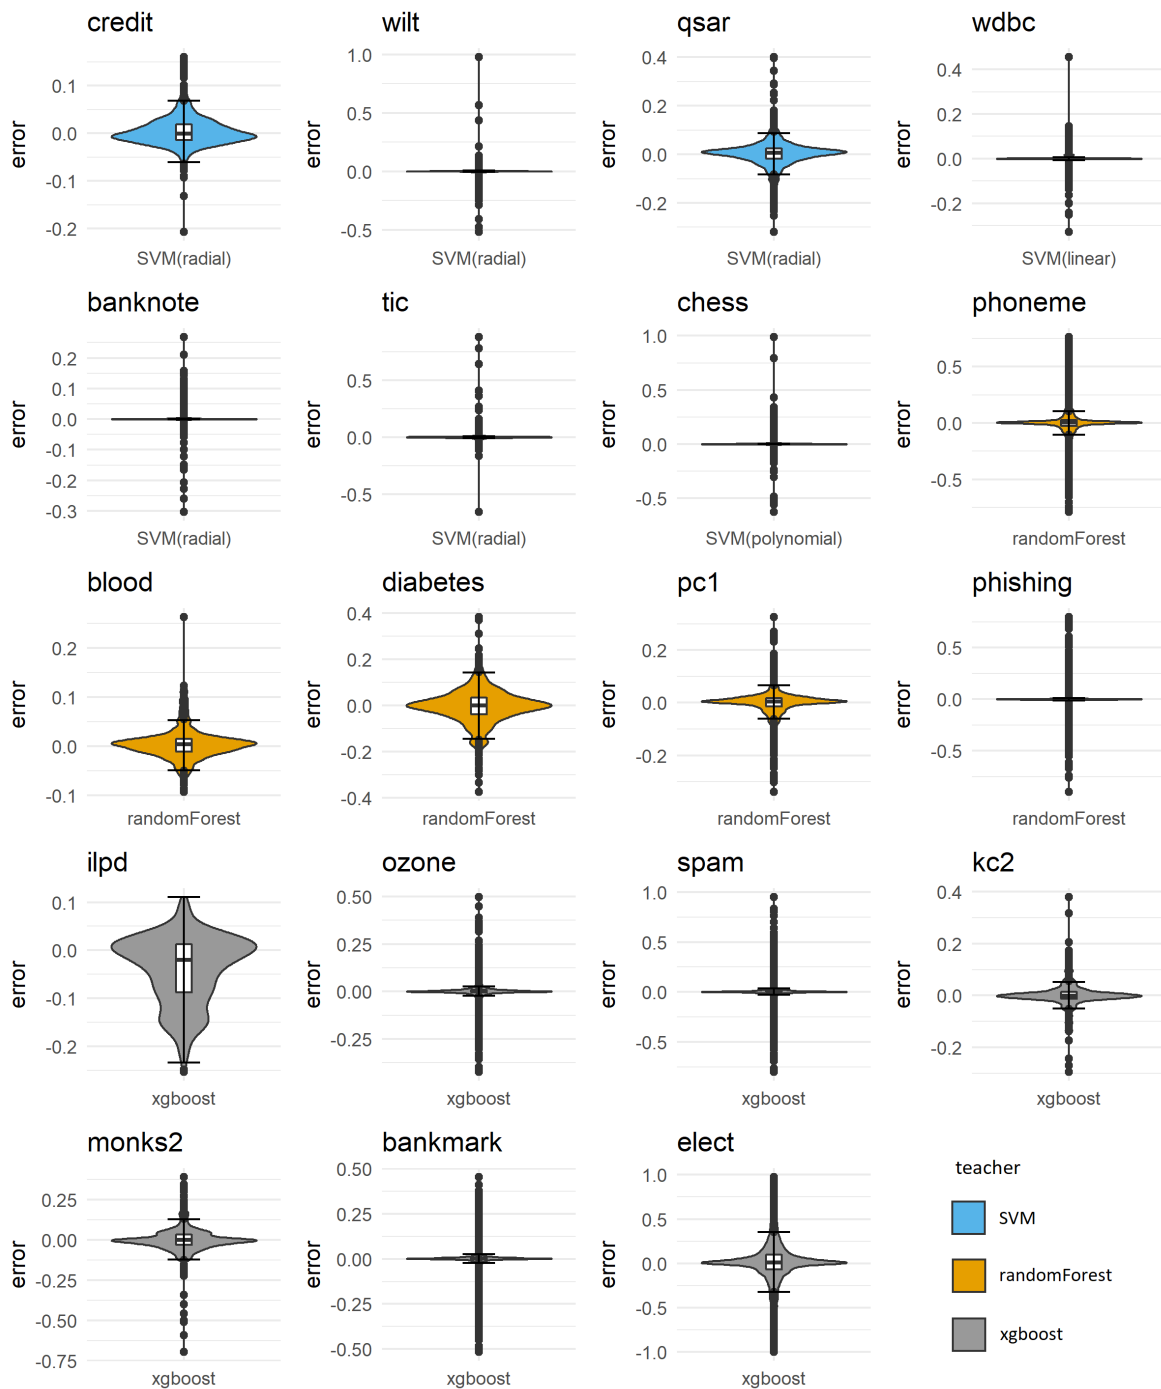 credit
wilt
qsar
wdbc
error
0.1
0.0
-0.1
-0.2
SVM(radial)
error
1.0
0.5
0.0
-0.5
SVM(radial)
error
0.4
0.2
0.0
-0.2
SVM(radial)
error
0.4
0.2
0.0
-0.2
SVM(linear)
banknote
tic
chess
phoneme
error
0.2
0.1
0.0
-0.1
-0.2
-0.3
SVM(radial)
error
0.5
0.0
-0.5
SVM(radial)
error
1.0
0.5
0.0
-0.5
SVM(polynomial)
error
0.5
0.0
-0.5
randomForest
blood
diabetes
pc1
phishing
error
0.2
0.1
0.0
-0.1
randomForest
error
0.4
0.2
0.0
-0.2
-0.4
randomForest
error
0.2
0.0
-0.2
randomForest
error
0.5
0.0
-0.5
randomForest
ilpd
ozone
spam
kc2
error
0.1
0.0
-0.1
-0.2
xgboost
error
0.50
0.25
0.00
-0.25
xgboost
error
1.0
0.5
0.0
-0.5
xgboost
error
0.4
0.2
0.0
-0.2
xgboost
monks2
bankmark
elect
error
0.25
0.00
-0.25
-0.50
-0.75
xgboost
error
0.50
0.25
0.00
-0.25
-0.50
xgboost
error
1.0
0.5
0.0
-0.5
-1.0
xgboost
teacher
SVM
randomForest
xgboost